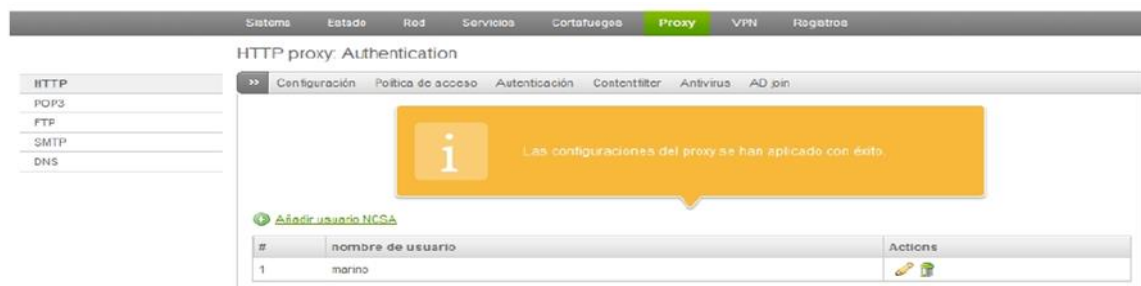 Sistema Estado Red Servicios Cortafuegos Proxy VPN Registros
HTTP proxy: Authentication
HTTP
POP3
FTP
SMTP
DNS
>> Configuración Política de acceso Autenticación Contentfilter Antivirus AD join
i Las configuraciones del proxy se han aplicado con éxito.
Añadir usuario NCSA
# nombre de usuario Actions
1 marino